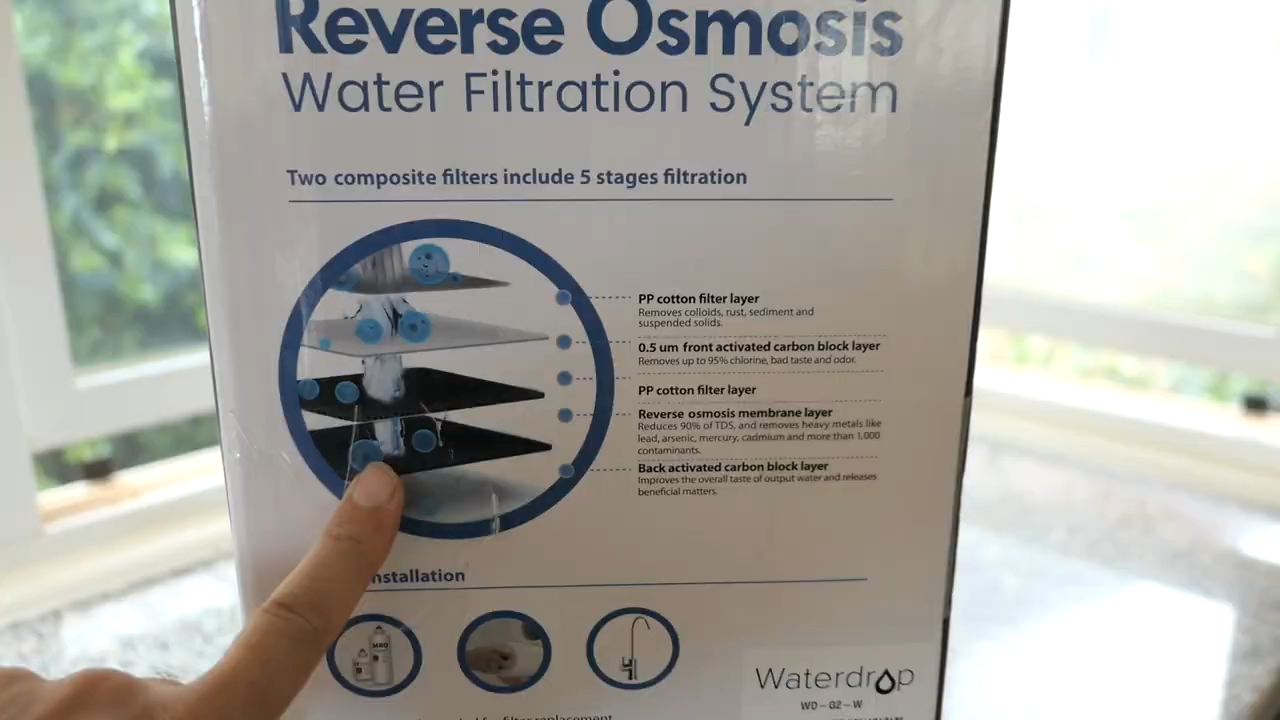 Reverse Osmosis
Water Filtration System
Two composite filters include 5 stages filtration
PP cotton filter layer
Removes colloids, rust, sediment and
suspended solids.
0.5 um front activated carbon block layer
Removes up to 95% chlorine, bad taste and odor.
PP cotton filter layer
Reverse osmosis membrane layer
Reduces 90% of TDS, and removes heavy metals like
lead, arsenic, mercury, cadmium and more than 1,000
contaminants.
Back activated carbon block layer
Improves the overall taste of output water and releases
beneficial matters.
nstallation
MRO
Waterdrop
WD-G2-W
for filter replacement